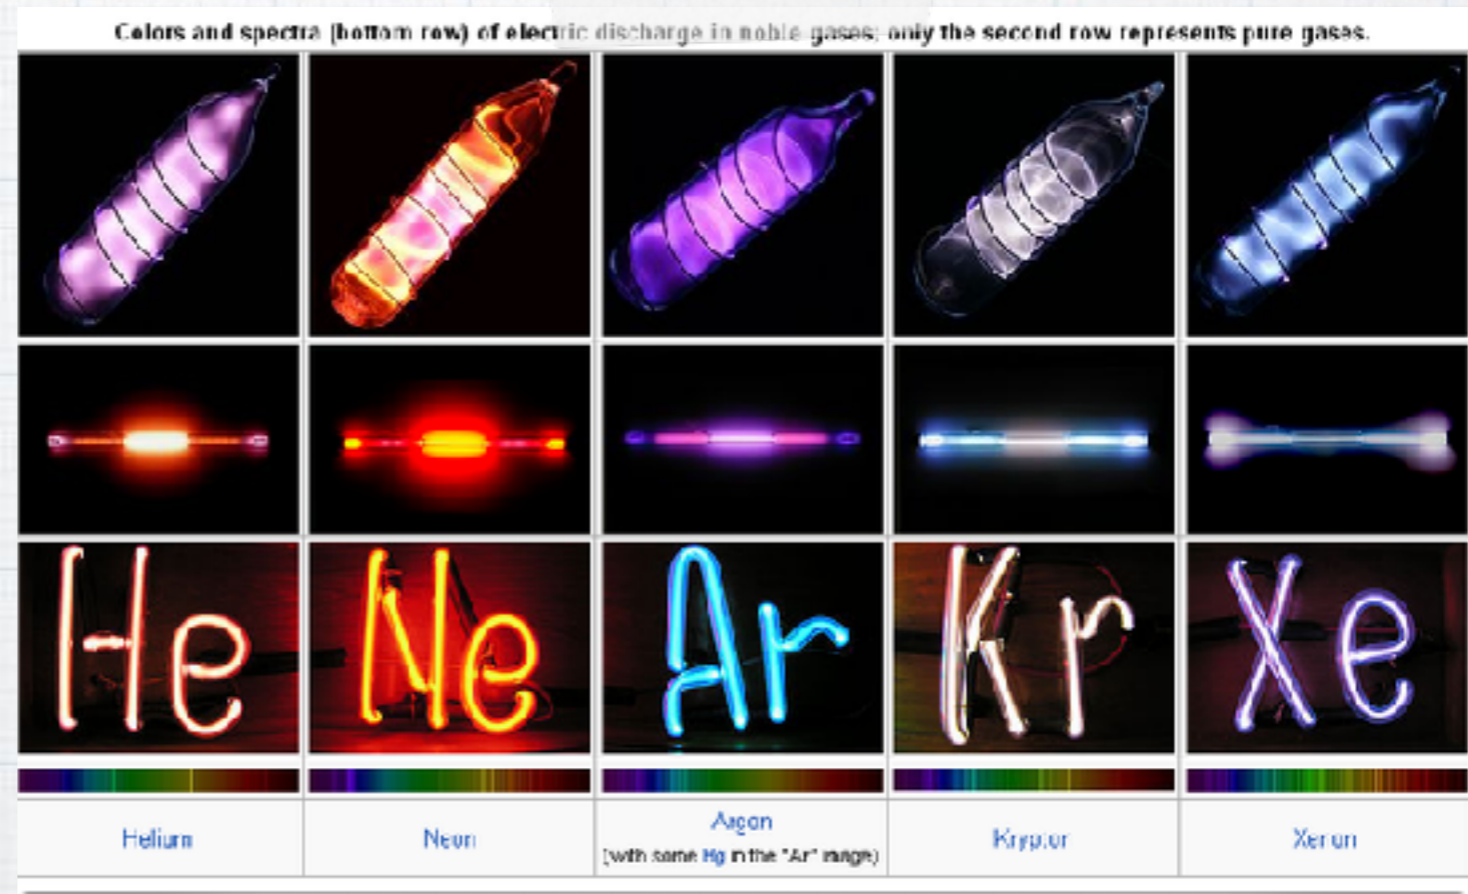 Colors and spectra (bottom row) of electric discharge in noble gases; only the second row represents pure gases.
He Ne Ar Kr Xe
Helium Neon Argon Krypton Xenon
(with some Hg in the "Ar" image)